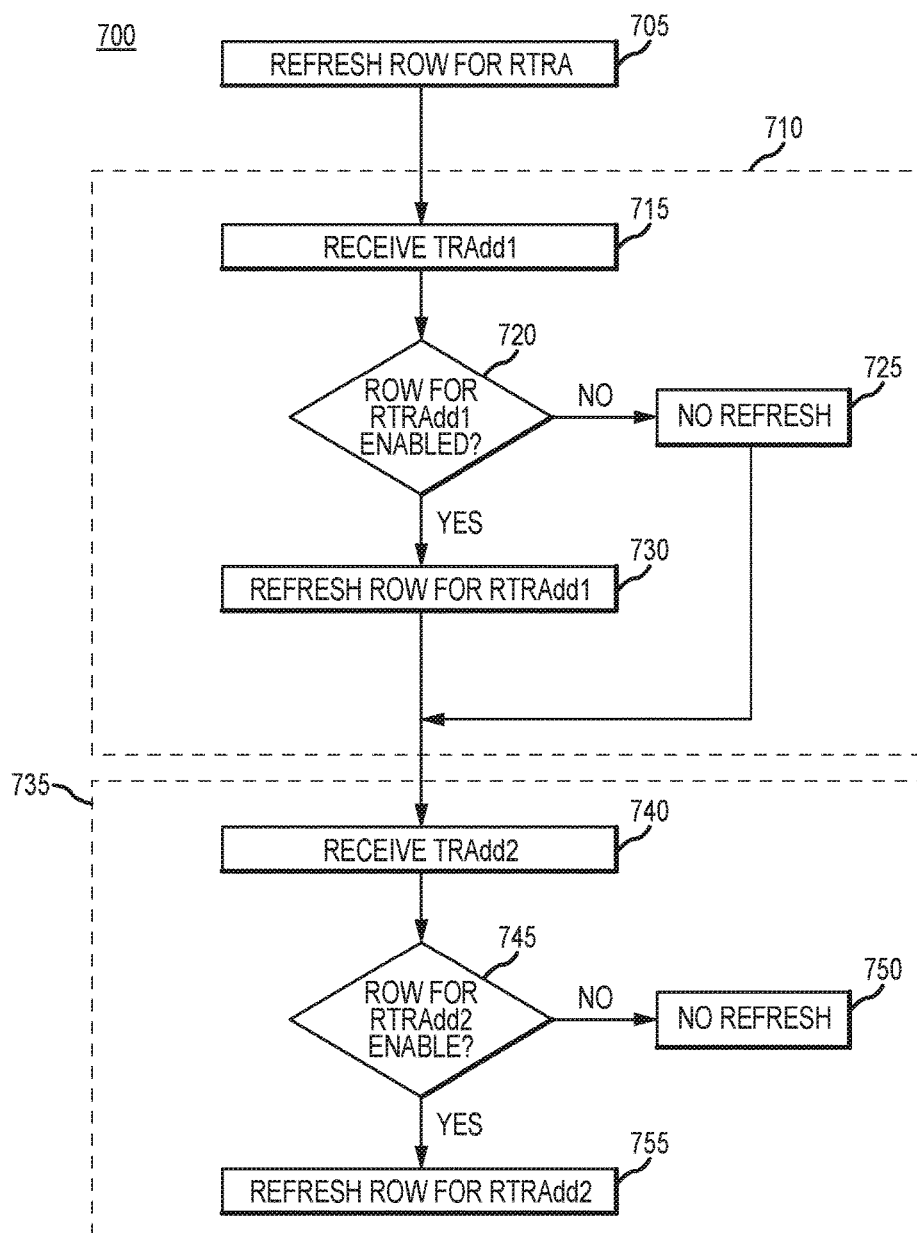 700
705
REFRESH ROW FOR RTRA
710
715
RECEIVE TRAdd1
720
ROW FOR
RTRAdd1
ENABLED?
NO
725
NO REFRESH
YES
730
REFRESH ROW FOR RTRAdd1
735
740
RECEIVE TRAdd2
745
ROW FOR
RTRAdd2
ENABLE?
NO
750
NO REFRESH
YES
755
REFRESH ROW FOR RTRAdd2